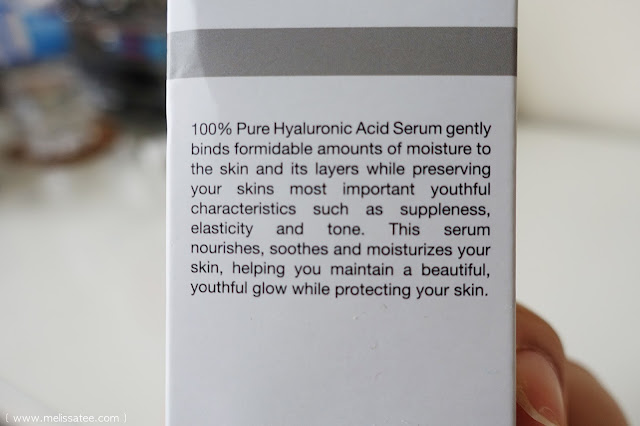 100% Pure Hyaluronic Acid Serum gently
binds formidable amounts of moisture to
the skin and its layers while preserving
your skins most important youthful
characteristics such as suppleness,
elasticity and tone. This serum
nourishes, soothes and moisturizes your
skin, helping you maintain a beautiful,
youthful glow while protecting your skin.
{ www.melissatee.com }